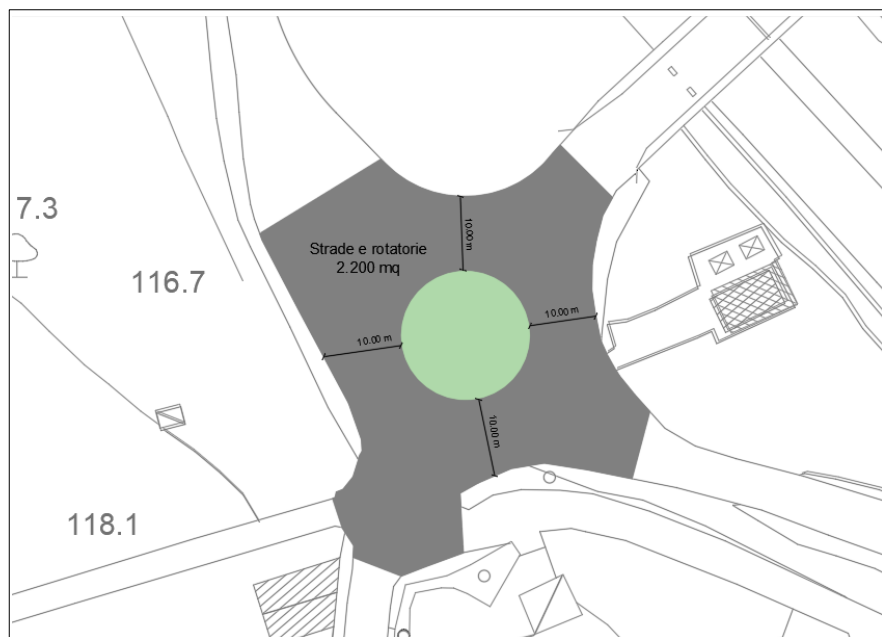 7.3
116.7
118.1
Strade e rotatorie
2.200 mq
10.00 m
10.00 m
10.00 m
10.00 m